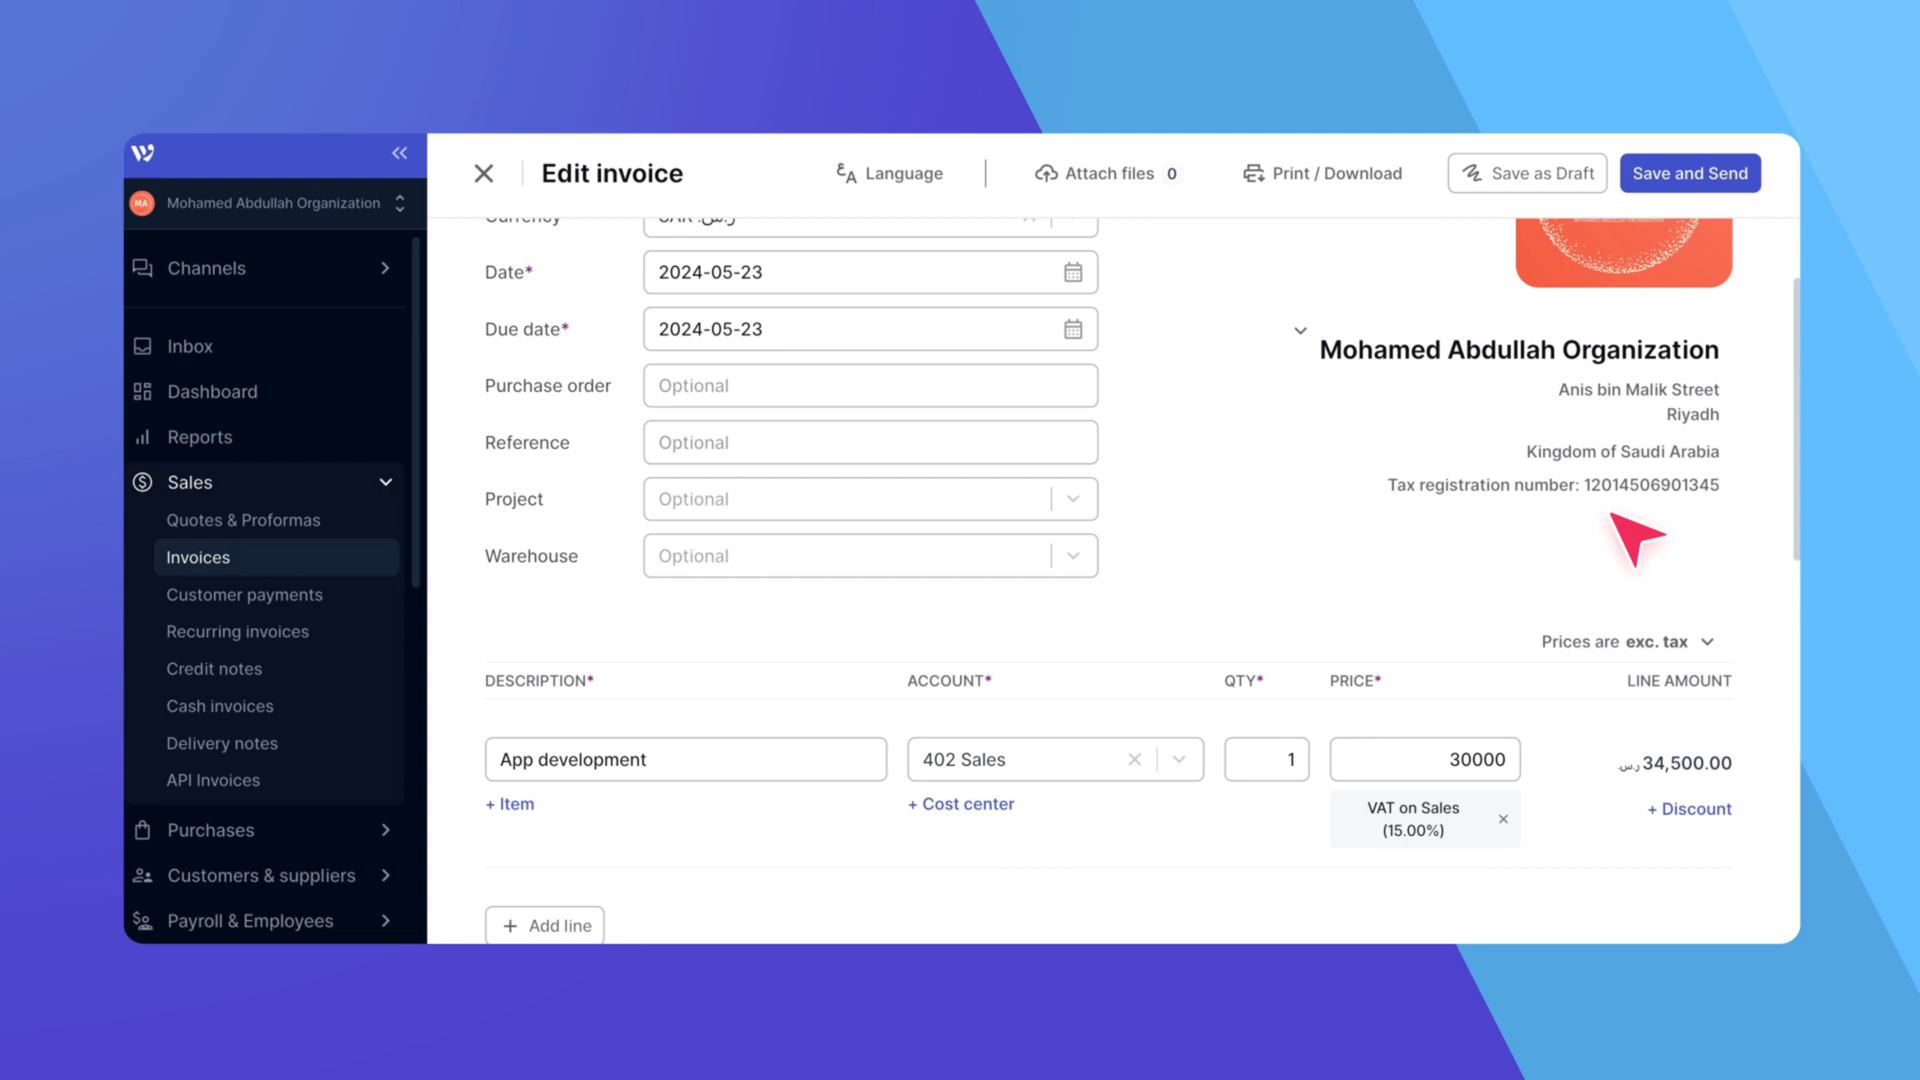 Edit invoice
Language
Attach files 0
Print / Download
Save as Draft
Save and Send
MA Mohamed Abdullah Organization
Channels
Inbox
Dashboard
Reports
Sales
Quotes & Proformas
Invoices
Customer payments
Recurring invoices
Credit notes
Cash invoices
Delivery notes
API Invoices
Purchases
Customers & suppliers
Payroll & Employees
Currency
SAR ر.س.
Date*
2024-05-23
Due date*
2024-05-23
Purchase order
Optional
Reference
Optional
Project
Optional
Warehouse
Optional
Mohamed Abdullah Organization
Anis bin Malik Street
Riyadh
Kingdom of Saudi Arabia
Tax registration number: 12014506901345
Prices are exc. tax
DESCRIPTION* ACCOUNT* QTY* PRICE* LINE AMOUNT
App development
402 Sales
1
30000
ر.س. 34,500.00
+ Item
+ Cost center
VAT on Sales
(15.00%)
+ Discount
+ Add line